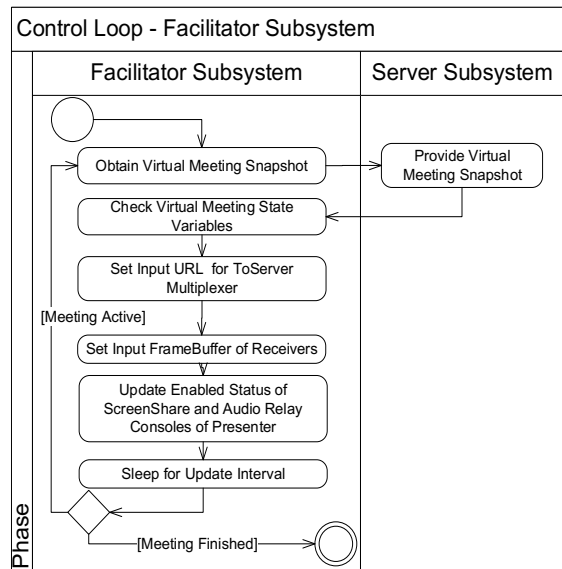 Control Loop - Facilitator Subsystem
Facilitator Subsystem
Server Subsystem
Obtain Virtual Meeting Snapshot
Provide Virtual
Meeting Snapshot
Check Virtual Meeting State
Variables
Set Input URL for ToServer
Multiplexer
[Meeting Active]
Set Input FrameBuffer of Receivers
Update Enabled Status of
ScreenShare and Audio Relay
Consoles of Presenter
Sleep for Update Interval
[Meeting Finished]
Phase